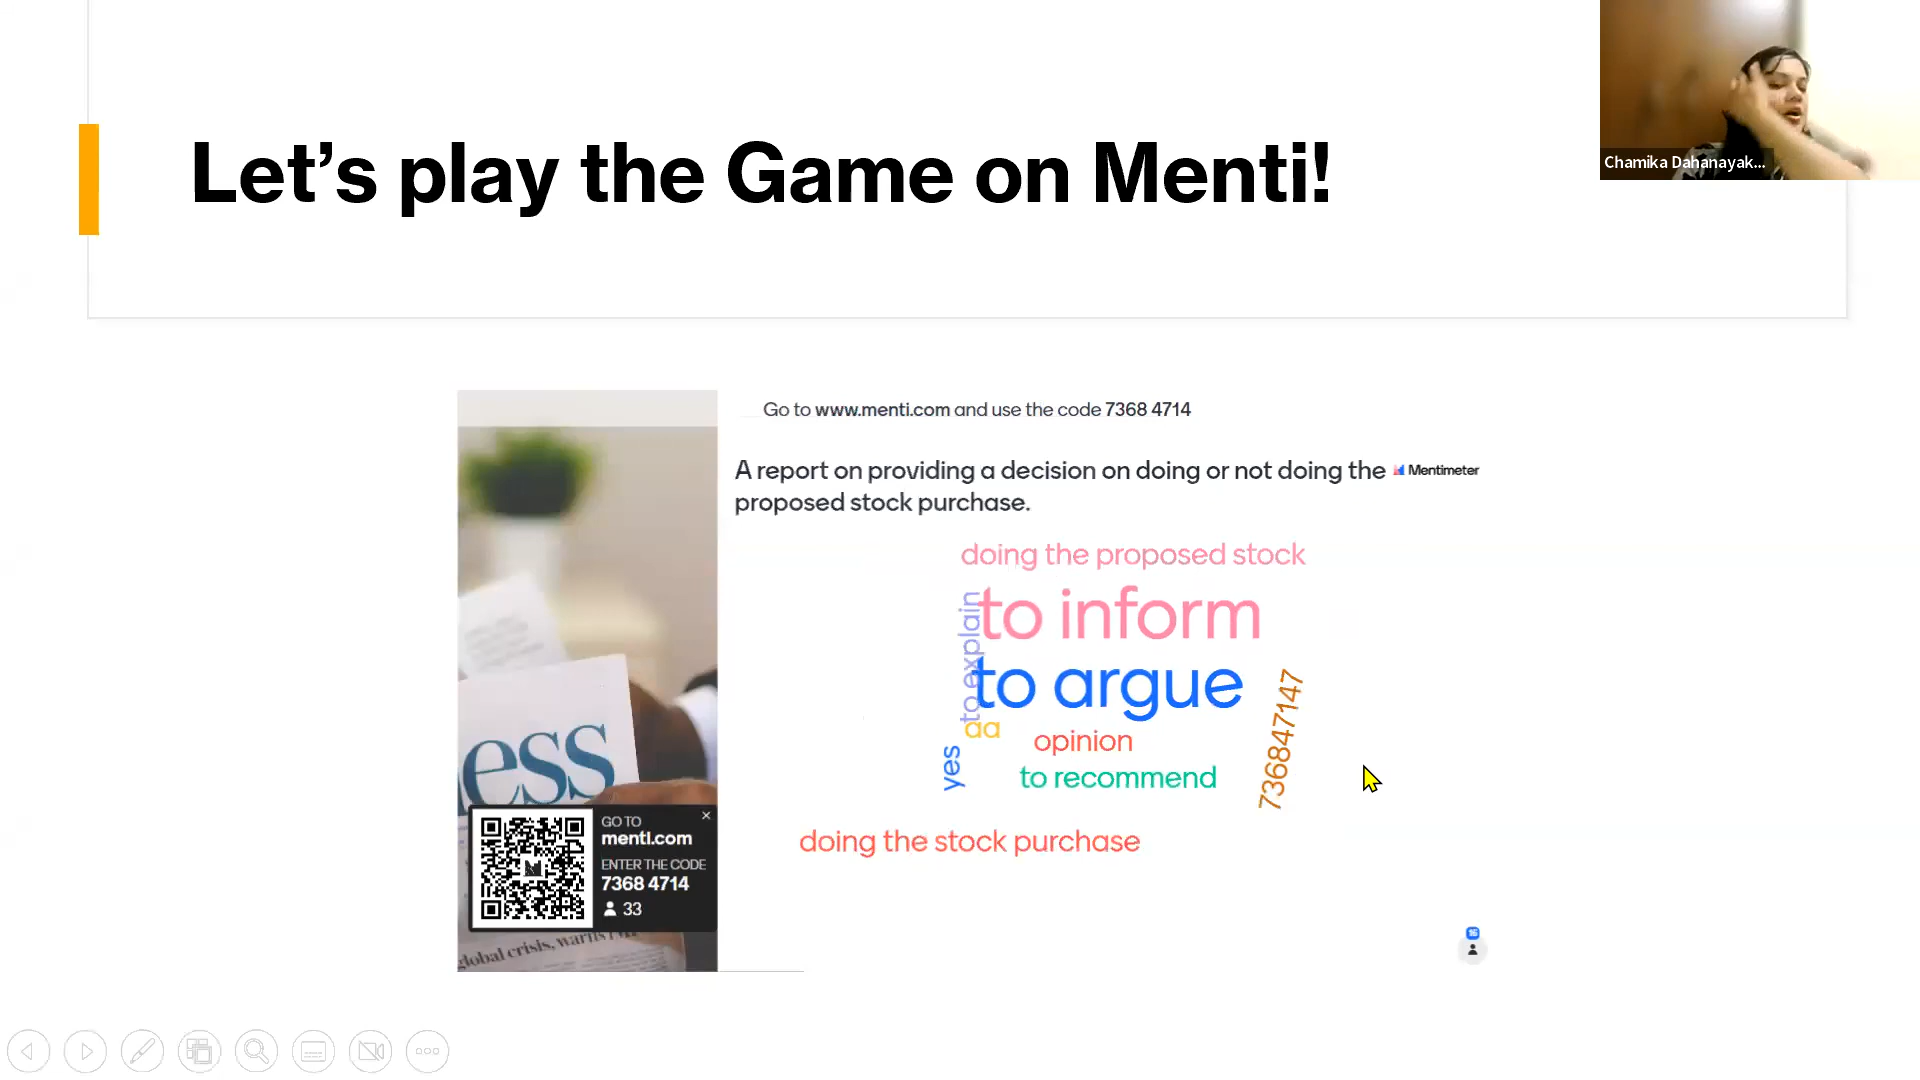 Let’s play the Game on Menti!
Chamika Dahanayak...
Go to www.menti.com and use the code 7368 4714
A report on providing a decision on doing or not doing the
proposed stock purchase.
Mentimeter
doing the proposed stock
to explain
to inform
to argue
aa
yes
opinion
to recommend
736847147
doing the stock purchase
ess
GO TO
menti.com
ENTER THE CODE
7368 4714
33
global crisis, warns
16